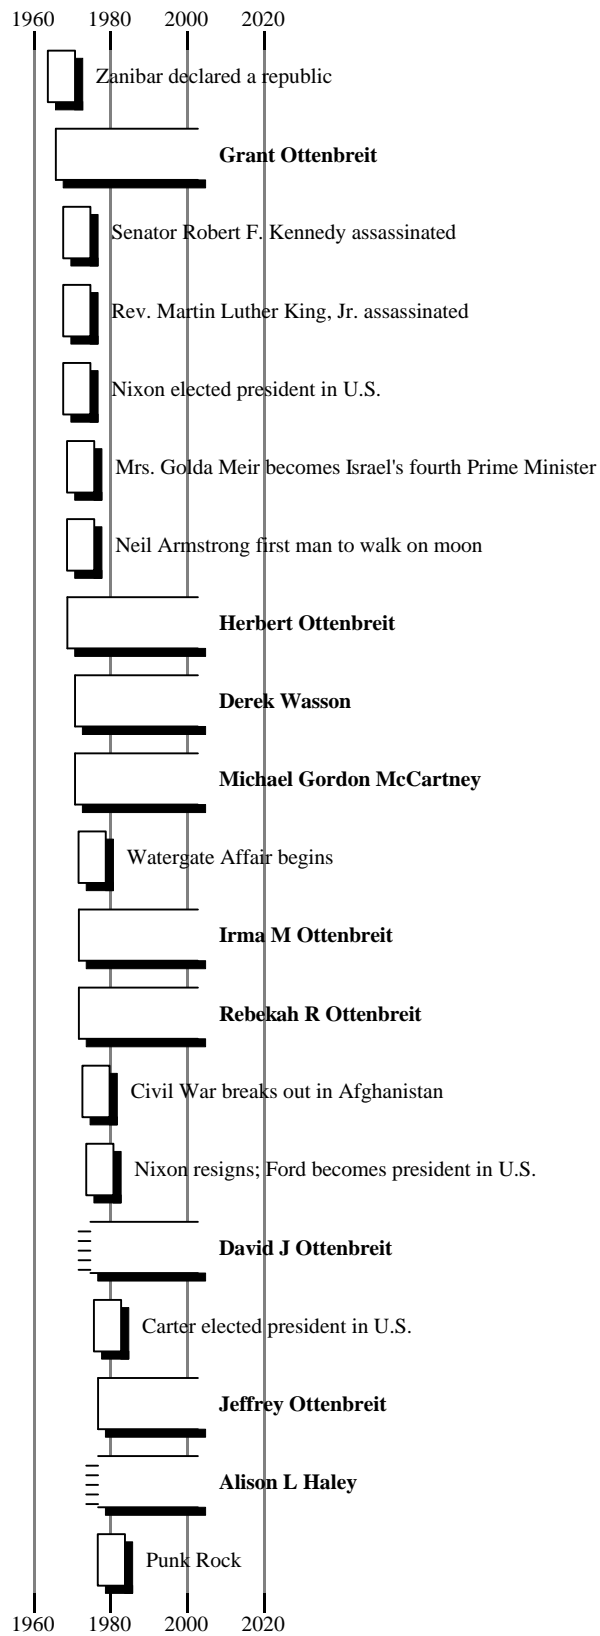 1960 1980 2000 2020
Zanibar declared a republic
Grant Ottenbreit
Senator Robert F. Kennedy assassinated
Rev. Martin Luther King, Jr. assassinated
Nixon elected president in U.S.
Mrs. Golda Meir becomes Israel's fourth Prime Minister
Neil Armstrong first man to walk on moon
Herbert Ottenbreit
Derek Wasson
Michael Gordon McCartney
Watergate Affair begins
Irma M Ottenbreit
Rebekah R Ottenbreit
Civil War breaks out in Afghanistan
Nixon resigns; Ford becomes president in U.S.
David J Ottenbreit
Carter elected president in U.S.
Jeffrey Ottenbreit
Alison L Haley
Punk Rock
1960 1980 2000 2020